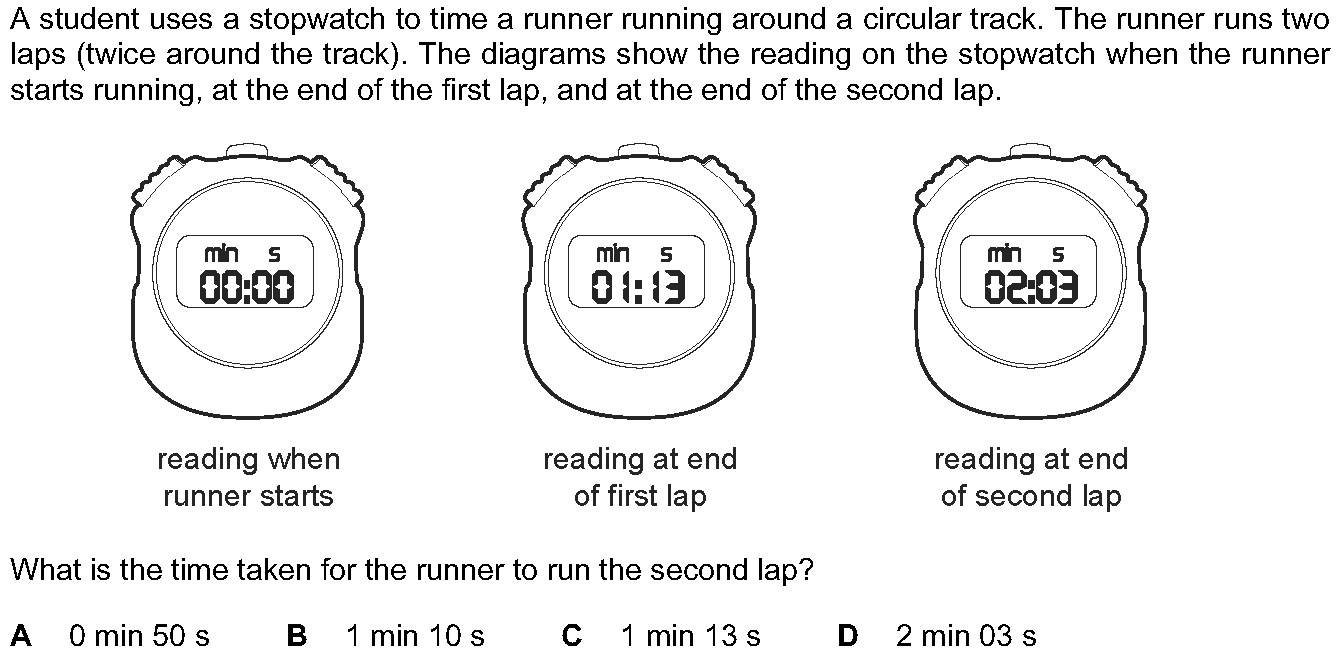 A student uses a stopwatch to time a runner running around a circular track. The runner runs two
laps (twice around the track). The diagrams show the reading on the stopwatch when the runner
starts running, at the end of the first lap, and at the end of the second lap.
min s
00:00
min s
01:13
min s
02:03
reading when
runner starts
reading at end
of first lap
reading at end
of second lap
What is the time taken for the runner to run the second lap?
A 0 min 50 s B 1 min 10 s C 1 min 13 s D 2 min 03 s